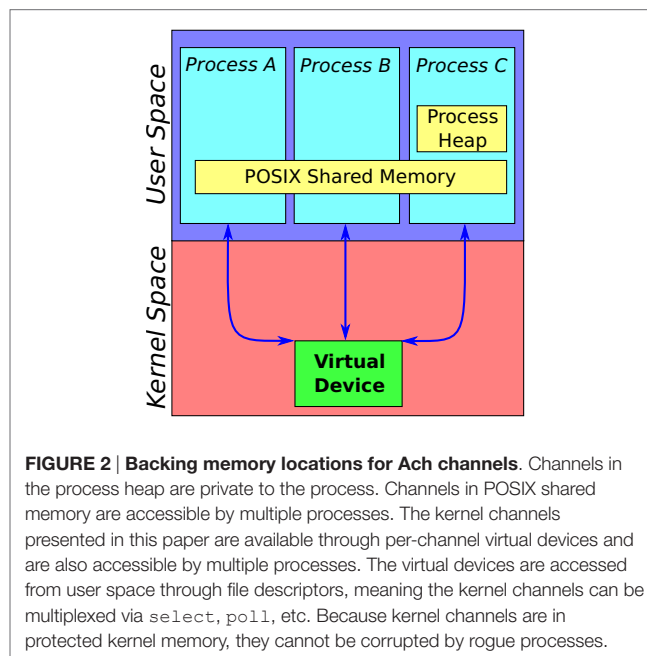 User Space
Process A
Process B
Process C
Process
Heap
POSIX Shared Memory
Kernel Space
Virtual
Device
FIGURE 2 | Backing memory locations for Ach channels. Channels in
the process heap are private to the process. Channels in POSIX shared
memory are accessible by multiple processes. The kernel channels
presented in this paper are available through per-channel virtual devices and
are also accessible by multiple processes. The virtual devices are accessed
from user space through file descriptors, meaning the kernel channels can be
multiplexed via select, poll, etc. Because kernel channels are in
protected kernel memory, they cannot be corrupted by rogue processes.